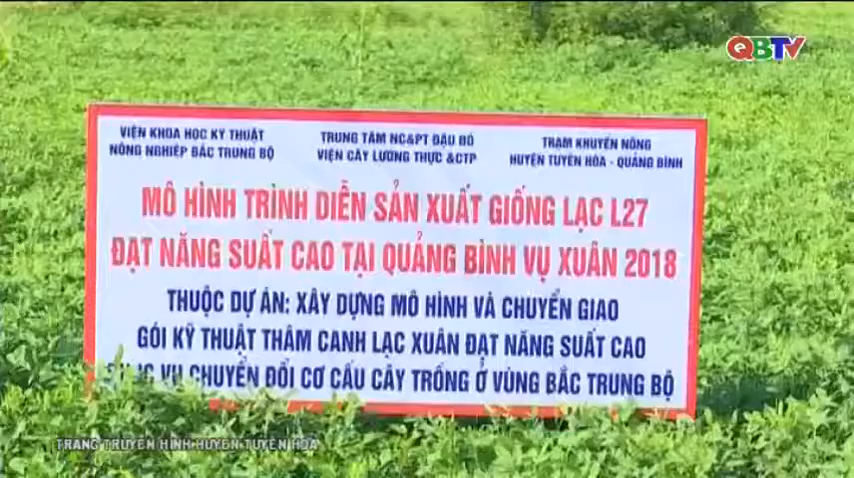 QBTV
VIỆN KHOA HỌC KỸ THUẬT
NÔNG NGHIỆP BẮC TRUNG BỘ
TRUNG TÂM NC&PT ĐẬU ĐỖ
VIỆN CÂY LƯƠNG THỰC &CTP
TRẠM KHUYẾN NÔNG
HUYỆN TUYÊN HÓA - QUẢNG BÌNH
MÔ HÌNH TRÌNH DIỄN SẢN XUẤT GIỐNG LẠC L27
ĐẠT NĂNG SUẤT CAO TẠI QUẢNG BÌNH VỤ XUÂN 2018
THUỘC DỰ ÁN: XÂY DỰNG MÔ HÌNH VÀ CHUYỂN GIAO
GÓI KỸ THUẬT THÂM CANH LẠC XUÂN ĐẠT NĂNG SUẤT CAO
VỤ CHUYỂN ĐỔI CƠ CẤU CÂY TRỒNG Ở VÙNG BẮC TRUNG BỘ
TRANG TRUYỀN HÌNH HUYỆN TUYÊN HÓA